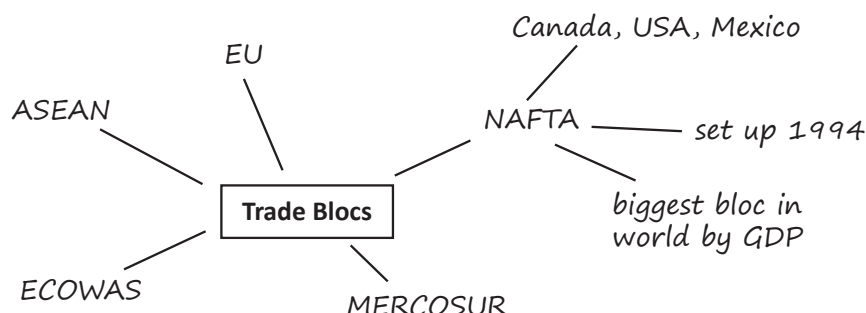 Canada, USA, Mexico
EU
ASEAN
NAFTA
set up 1994
Trade Blocs
biggest bloc in
world by GDP
ECOWAS
MERCOSUR